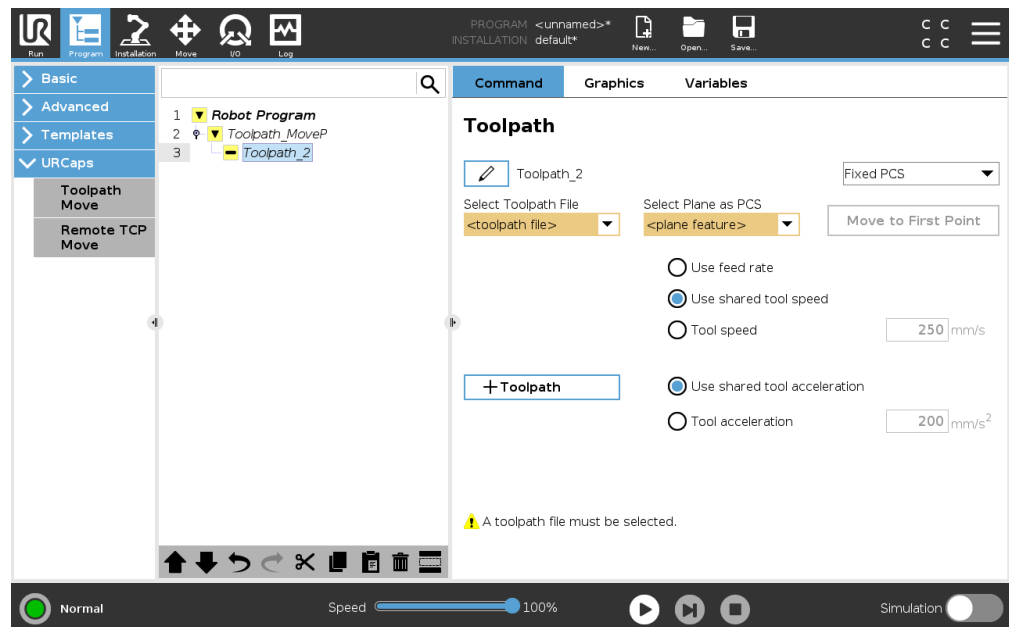 UR
Run
Program
Installation
Move
I/O
Log
PROGRAM <unnamed>*
INSTALLATION default*
New...
Open...
Save...
C C
C C
Basic
Advanced
Templates
URCaps
Toolpath
Move
Remote TCP
Move
1 Robot Program
2 Toolpath_MoveP
3 Toolpath_2
Command Graphics Variables
Toolpath
Toolpath_2
Fixed PCS
Select Toolpath File
<toolpath file>
Select Plane as PCS
<plane feature>
Move to First Point
Use feed rate
Use shared tool speed
Tool speed 250 mm/s
+Toolpath
Use shared tool acceleration
Tool acceleration 200 mm/s²
A toolpath file must be selected.
Normal
Speed 100%
Simulation